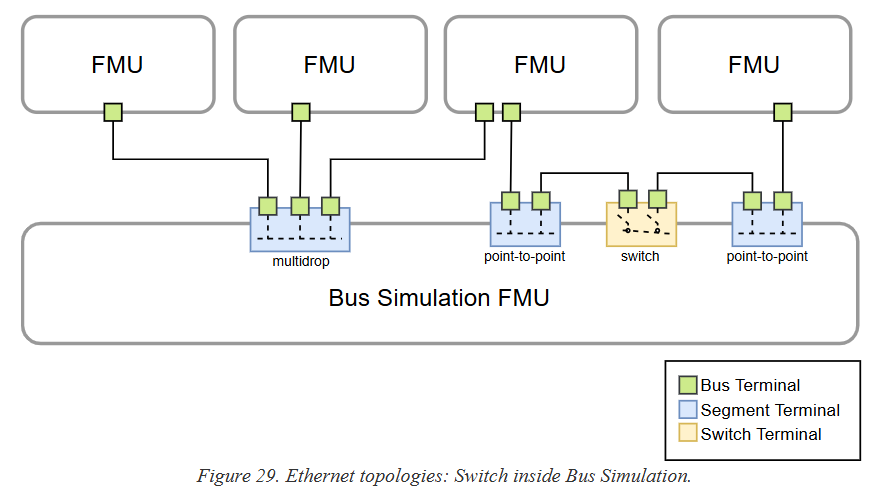 FMU
FMU
FMU
FMU
multidrop
point-to-point
switch
point-to-point
Bus Simulation FMU
Bus Terminal
Segment Terminal
Switch Terminal
Figure 29. Ethernet topologies: Switch inside Bus Simulation.